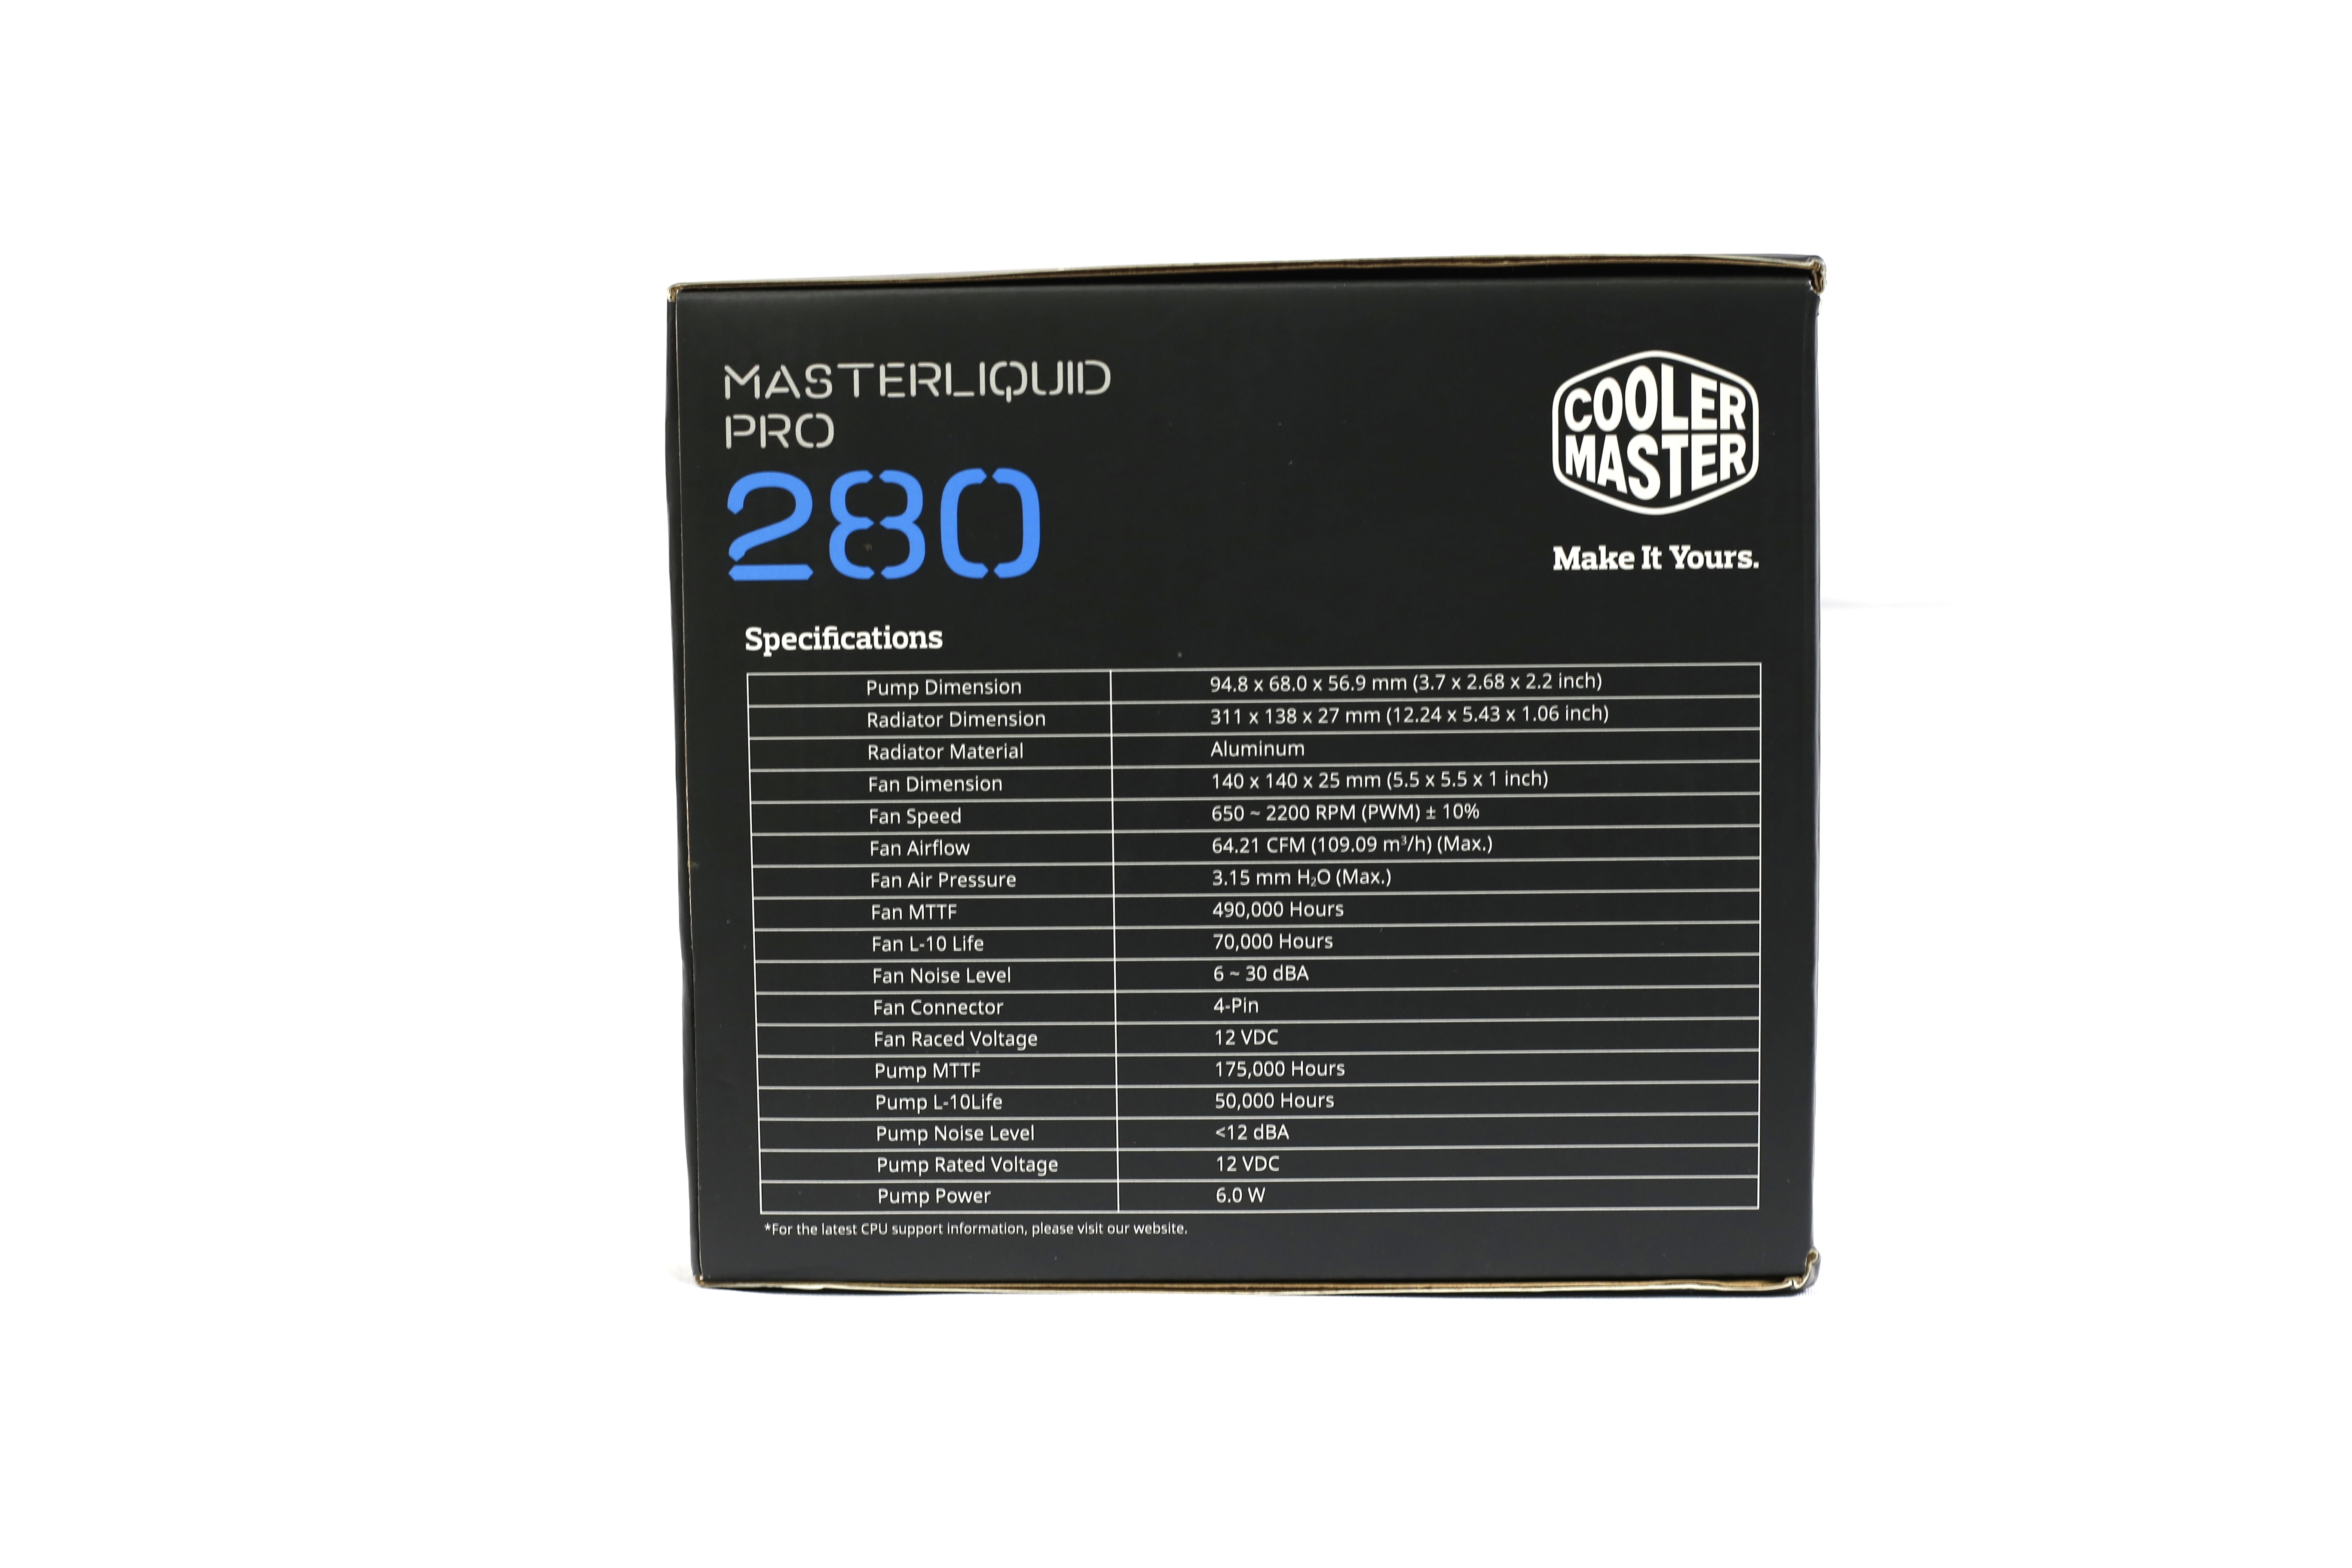 MASTERLIQUID
PRO
280
COOLER
MASTER
Make It Yours.
Specifications
Pump Dimension 94.8 x 68.0 x 56.9 mm (3.7 x 2.68 x 2.2 inch)
Radiator Dimension 311 x 138 x 27 mm (12.24 x 5.43 x 1.06 inch)
Radiator Material Aluminum
Fan Dimension 140 x 140 x 25 mm (5.5 x 5.5 x 1 inch)
Fan Speed 650 ~ 2200 RPM (PWM) ± 10%
Fan Airflow 64.21 CFM (109.09 m³/h) (Max.)
Fan Air Pressure 3.15 mm H₂O (Max.)
Fan MTTF 490,000 Hours
Fan L-10 Life 70,000 Hours
Fan Noise Level 6 ~ 30 dBA
Fan Connector 4-Pin
Fan Raced Voltage 12 VDC
Pump MTTF 175,000 Hours
Pump L-10Life 50,000 Hours
Pump Noise Level <12 dBA
Pump Rated Voltage 12 VDC
Pump Power 6.0 W
*For the latest CPU support information, please visit our website.